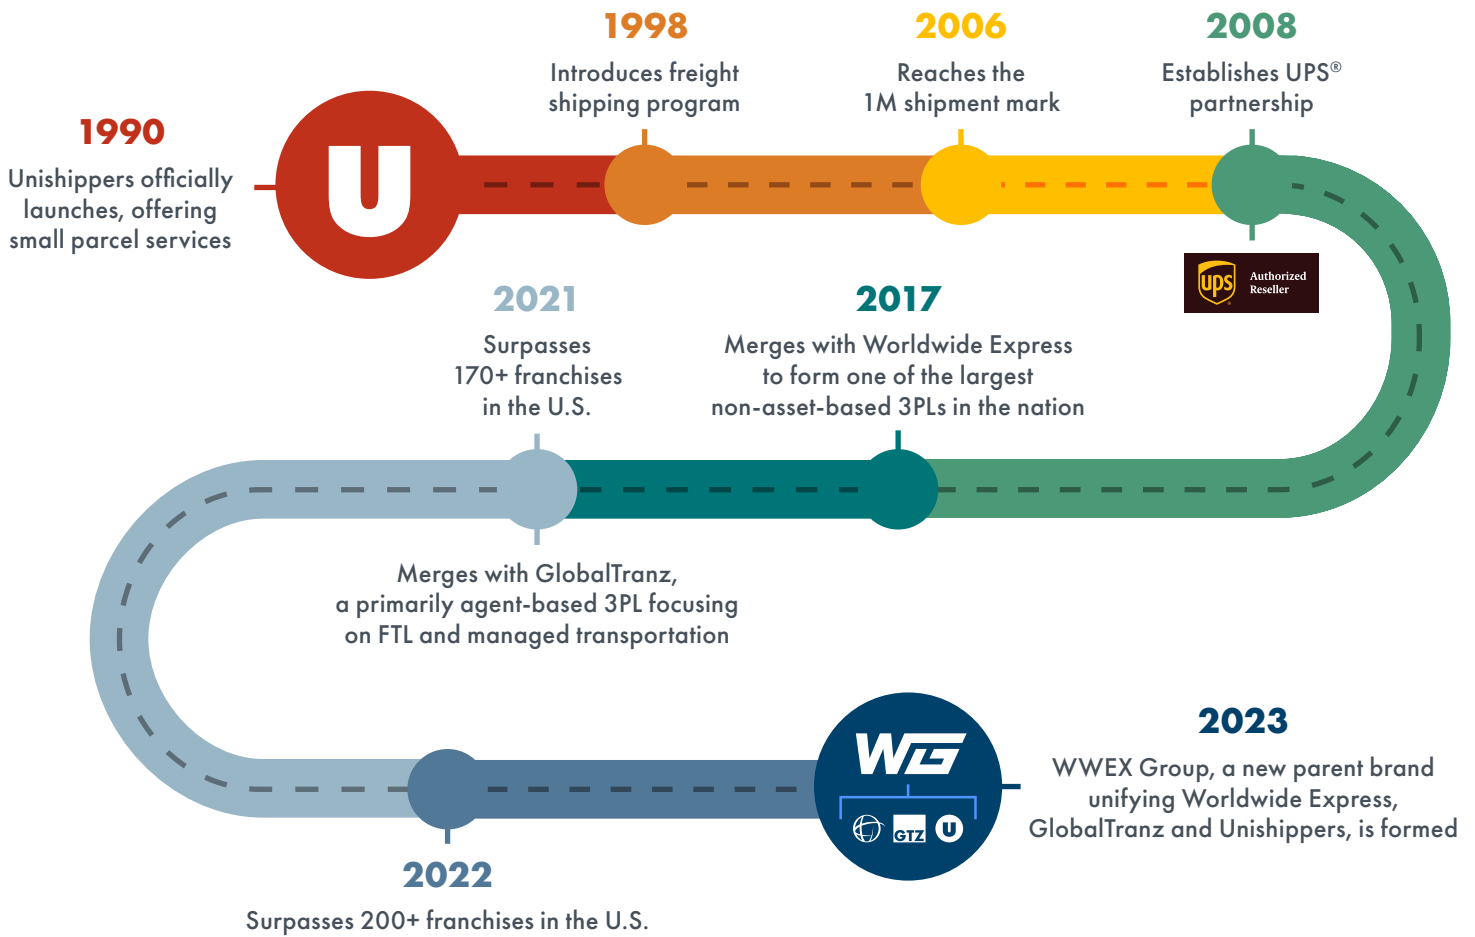 1990
Unishippers officially
launches, offering
small parcel services
U
1998
Introduces freight
shipping program
2006
Reaches the
1M shipment mark
2008
Establishes UPS®
partnership
ups
Authorized
Reseller
2017
Merges with Worldwide Express
to form one of the largest
non-asset-based 3PLs in the nation
2021
Surpasses
170+ franchises
in the U.S.
Merges with GlobalTranz,
a primarily agent-based 3PL focusing
on FTL and managed transportation
2022
Surpasses 200+ franchises in the U.S.
WG
GTZ
U
2023
WWEX Group, a new parent brand
unifying Worldwide Express,
GlobalTranz and Unishippers, is formed